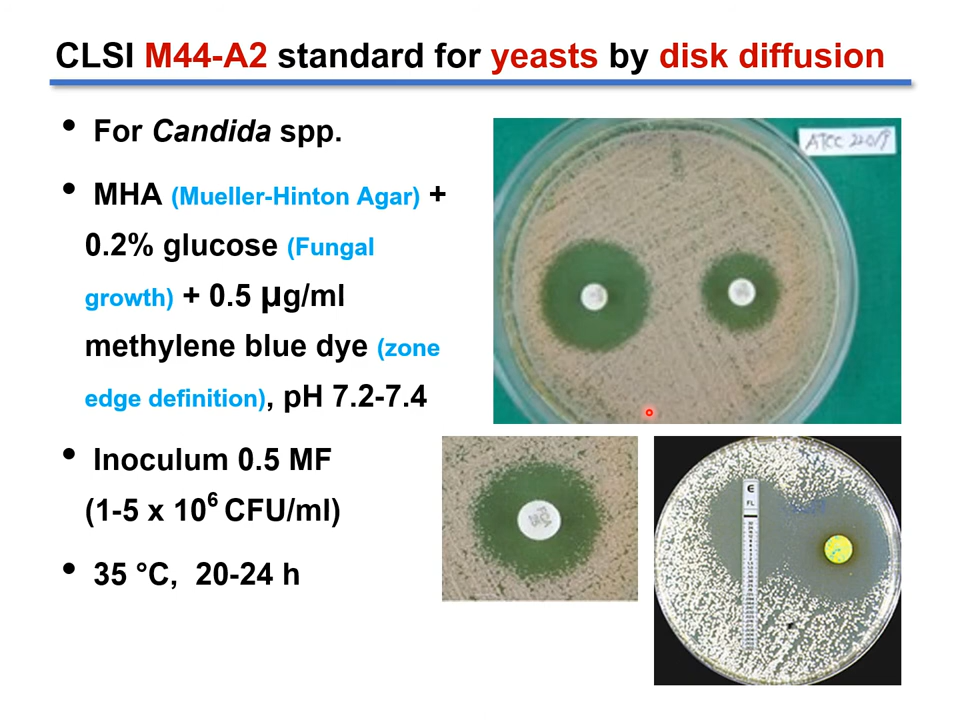 CLSI M44-A2 standard for yeasts by disk diffusion
• For Candida spp.
• MHA (Mueller-Hinton Agar) +
0.2% glucose (Fungal
growth) + 0.5 μg/ml
methylene blue dye (zone
edge definition), pH 7.2-7.4
• Inoculum 0.5 MF
(1-5 x 10⁶ CFU/ml)
• 35 °C, 20-24 h
ATCC 22019
E
FL